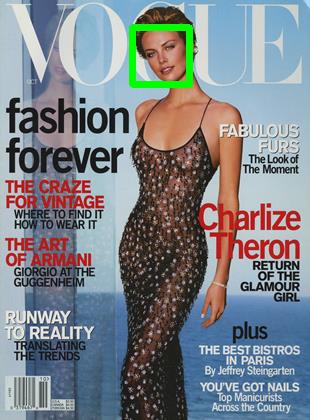 VOGUE
OCT
fashion
forever
THE CRAZE
FOR VINTAGE
WHERE TO FIND IT
HOW TO WEAR IT
THE ART
OF ARMANI
GIORGIO AT THE
GUGGENHEIM
RUNWAY
TO REALITY
TRANSLATING
THE TRENDS
FABULOUS
FURS
The Look of
The Moment
Charlize
Theron
RETURN
OF THE
GLAMOUR
GIRL
plus
THE BEST BISTROS
IN PARIS
By Jeffrey Steingarten
YOU'VE GOT NAILS
Top Manicurists
Across the Country